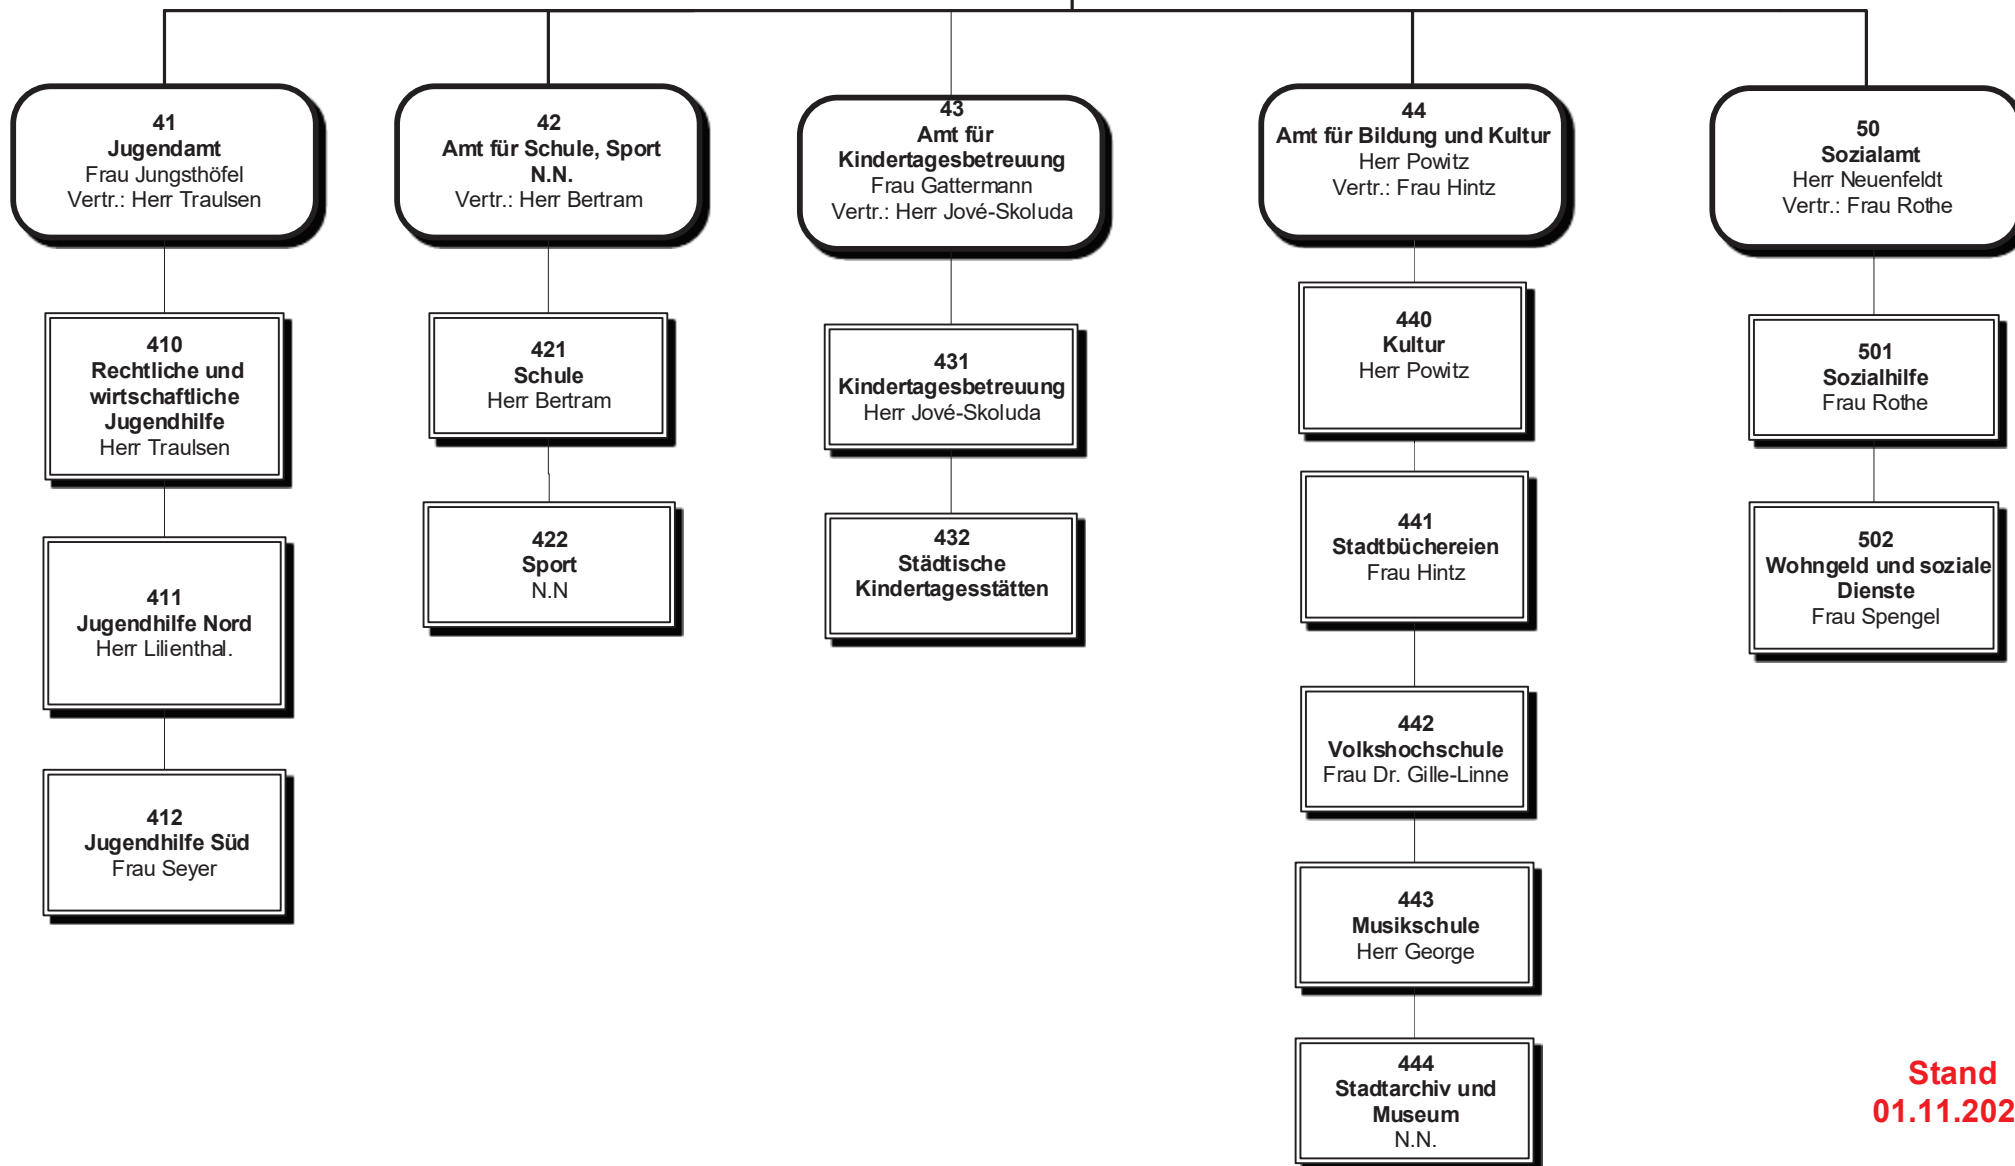 41
Jugendamt
Frau Jungsthöfel
Vertr.: Herr Traulsen
42
Amt für Schule, Sport
N.N.
Vertr.: Herr Bertram
43
Amt für
Kindertagesbetreuung
Frau Gattermann
Vertr.: Herr Jové-Skoluda
44
Amt für Bildung und Kultur
Herr Powitz
Vertr.: Frau Hintz
50
Sozialamt
Herr Neuenfeldt
Vertr.: Frau Rothe
410
Rechtliche und
wirtschaftliche
Jugendhilfe
Herr Traulsen
411
Jugendhilfe Nord
Herr Lilienthal.
412
Jugendhilfe Süd
Frau Seyer
421
Schule
Herr Bertram
422
Sport
N.N
431
Kindertagesbetreuung
Herr Jové-Skoluda
432
Städtische
Kindertagesstätten
440
Kultur
Herr Powitz
441
Stadtbüchereien
Frau Hintz
442
Volkshochschule
Frau Dr. Gille-Linne
443
Musikschule
Herr George
444
Stadtarchiv und
Museum
N.N.
501
Sozialhilfe
Frau Rothe
502
Wohngeld und soziale
Dienste
Frau Spengel
Stand
01.11.202